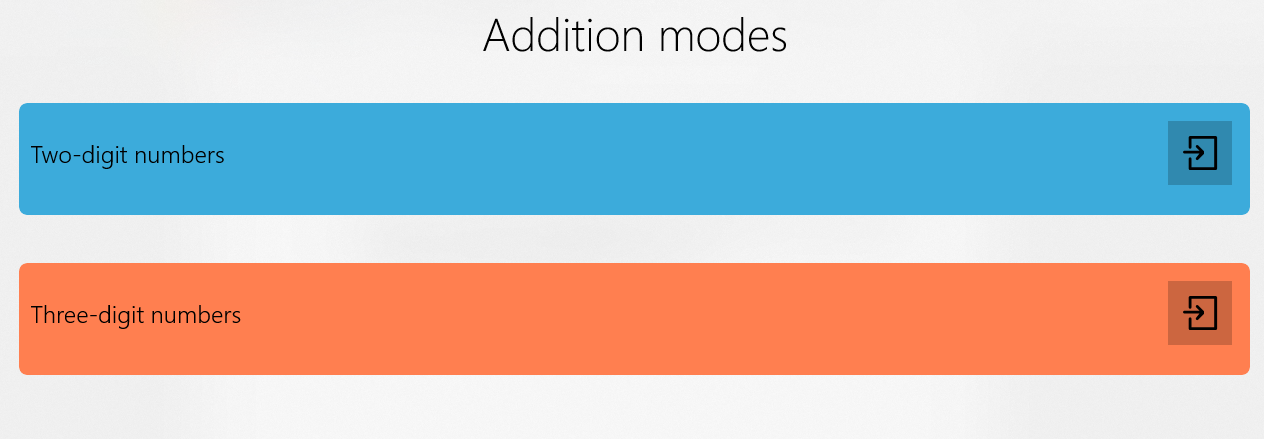 Addition modes
Two-digit numbers
Three-digit numbers